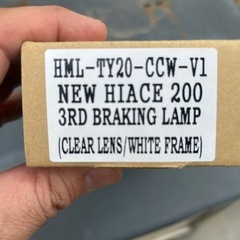 HML-TY20-CCW-V1
NEW HIACE 200
3RD BRAKING LAMP
(CLEAR LENS/WHITE FRAME)